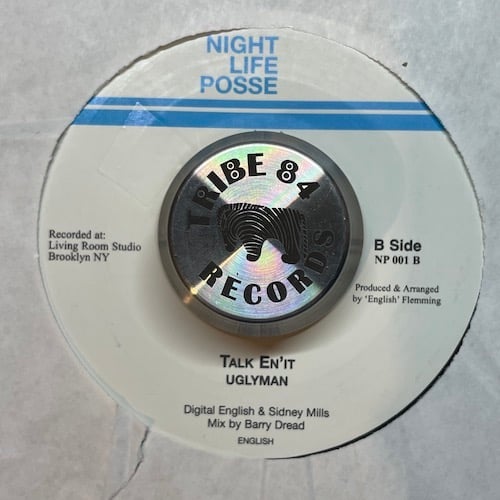 NIGHT
LIFE
POSSE
TRIBE 84
RECORDS
Recorded at:
Living Room Studio
Brooklyn NY
B Side
NP 001 B
Produced & Arranged
by 'English' Flemming
TALK EN'IT
UGLYMAN
Digital English & Sidney Mills
Mix by Barry Dread
ENGLISH